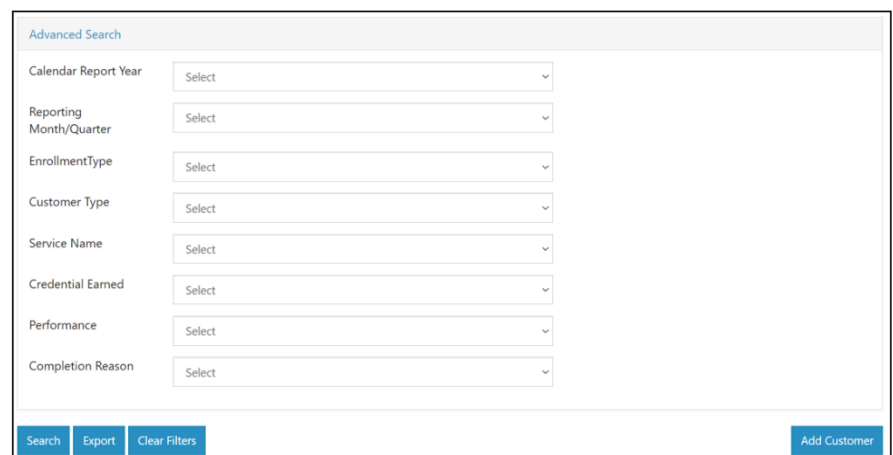 Advanced Search
Calendar Report Year Select
Reporting
Month/Quarter Select
EnrollmentType Select
Customer Type Select
Service Name Select
Credential Earned Select
Performance Select
Completion Reason Select
Search Export Clear Filters Add Customer